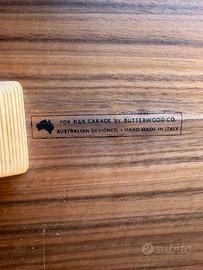 FOR K&K GARAGE BY BUTTERWOOD CO.
AUSTRALIAN DESIGNED • HAND MADE IN ITALY
subito